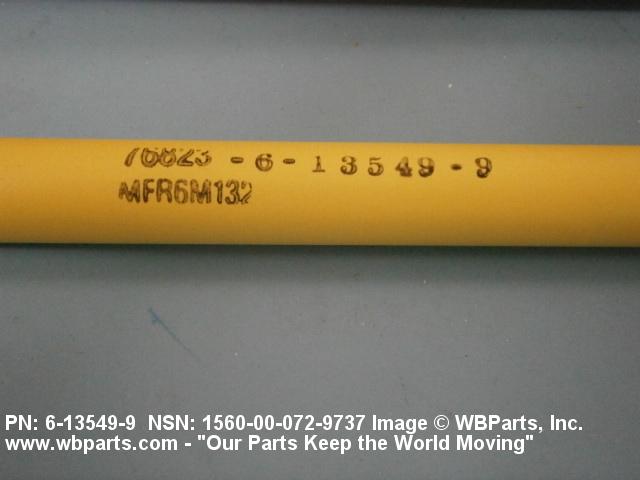 76823 - 6 - 13549 - 9
MFR6M132
PN: 6-13549-9 NSN: 1560-00-072-9737 Image © WBParts, Inc.
www.wbparts.com - "Our Parts Keep the World Moving"